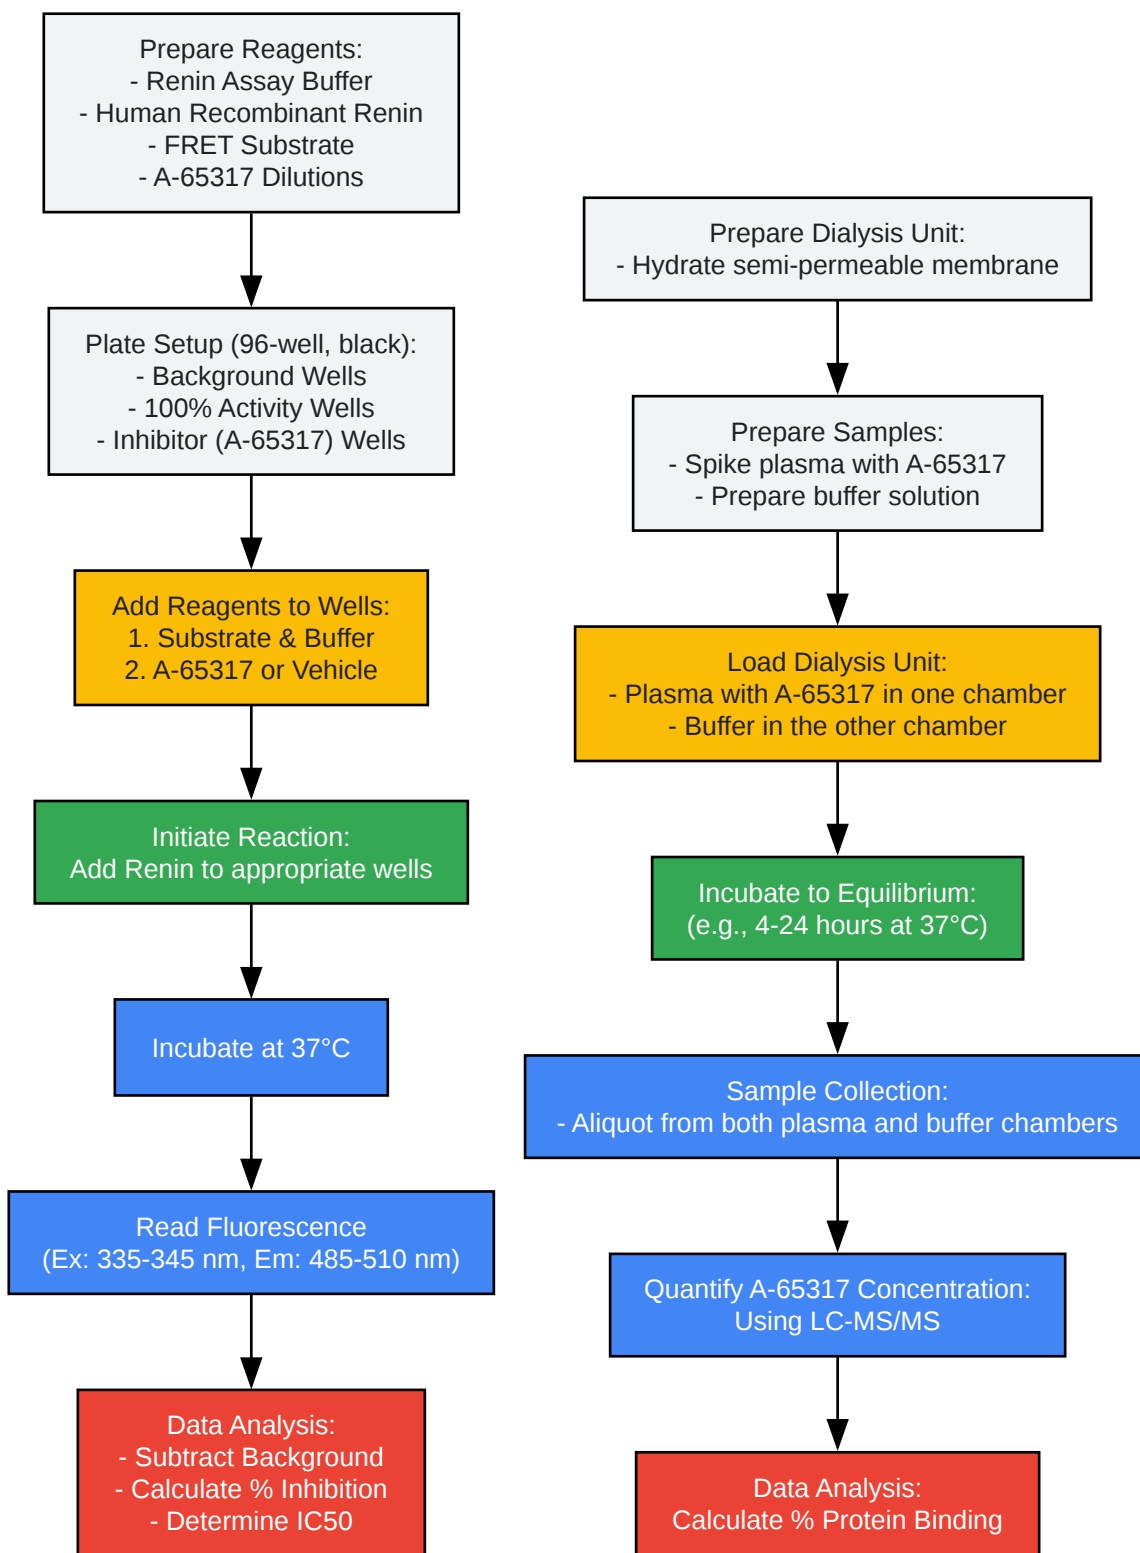 Prepare Reagents:
- Renin Assay Buffer
- Human Recombinant Renin
- FRET Substrate
- A-65317 Dilutions
Plate Setup (96-well, black):
- Background Wells
- 100% Activity Wells
- Inhibitor (A-65317) Wells
Add Reagents to Wells:
1. Substrate & Buffer
2. A-65317 or Vehicle
Initiate Reaction:
Add Renin to appropriate wells
Incubate at 37°C
Read Fluorescence
(Ex: 335-345 nm, Em: 485-510 nm)
Data Analysis:
- Subtract Background
- Calculate % Inhibition
- Determine IC50
Prepare Dialysis Unit:
- Hydrate semi-permeable membrane
Prepare Samples:
- Spike plasma with A-65317
- Prepare buffer solution
Load Dialysis Unit:
- Plasma with A-65317 in one chamber
- Buffer in the other chamber
Incubate to Equilibrium:
(e.g., 4-24 hours at 37°C)
Sample Collection:
- Aliquot from both plasma and buffer chambers
Quantify A-65317 Concentration:
Using LC-MS/MS
Data Analysis:
Calculate % Protein Binding